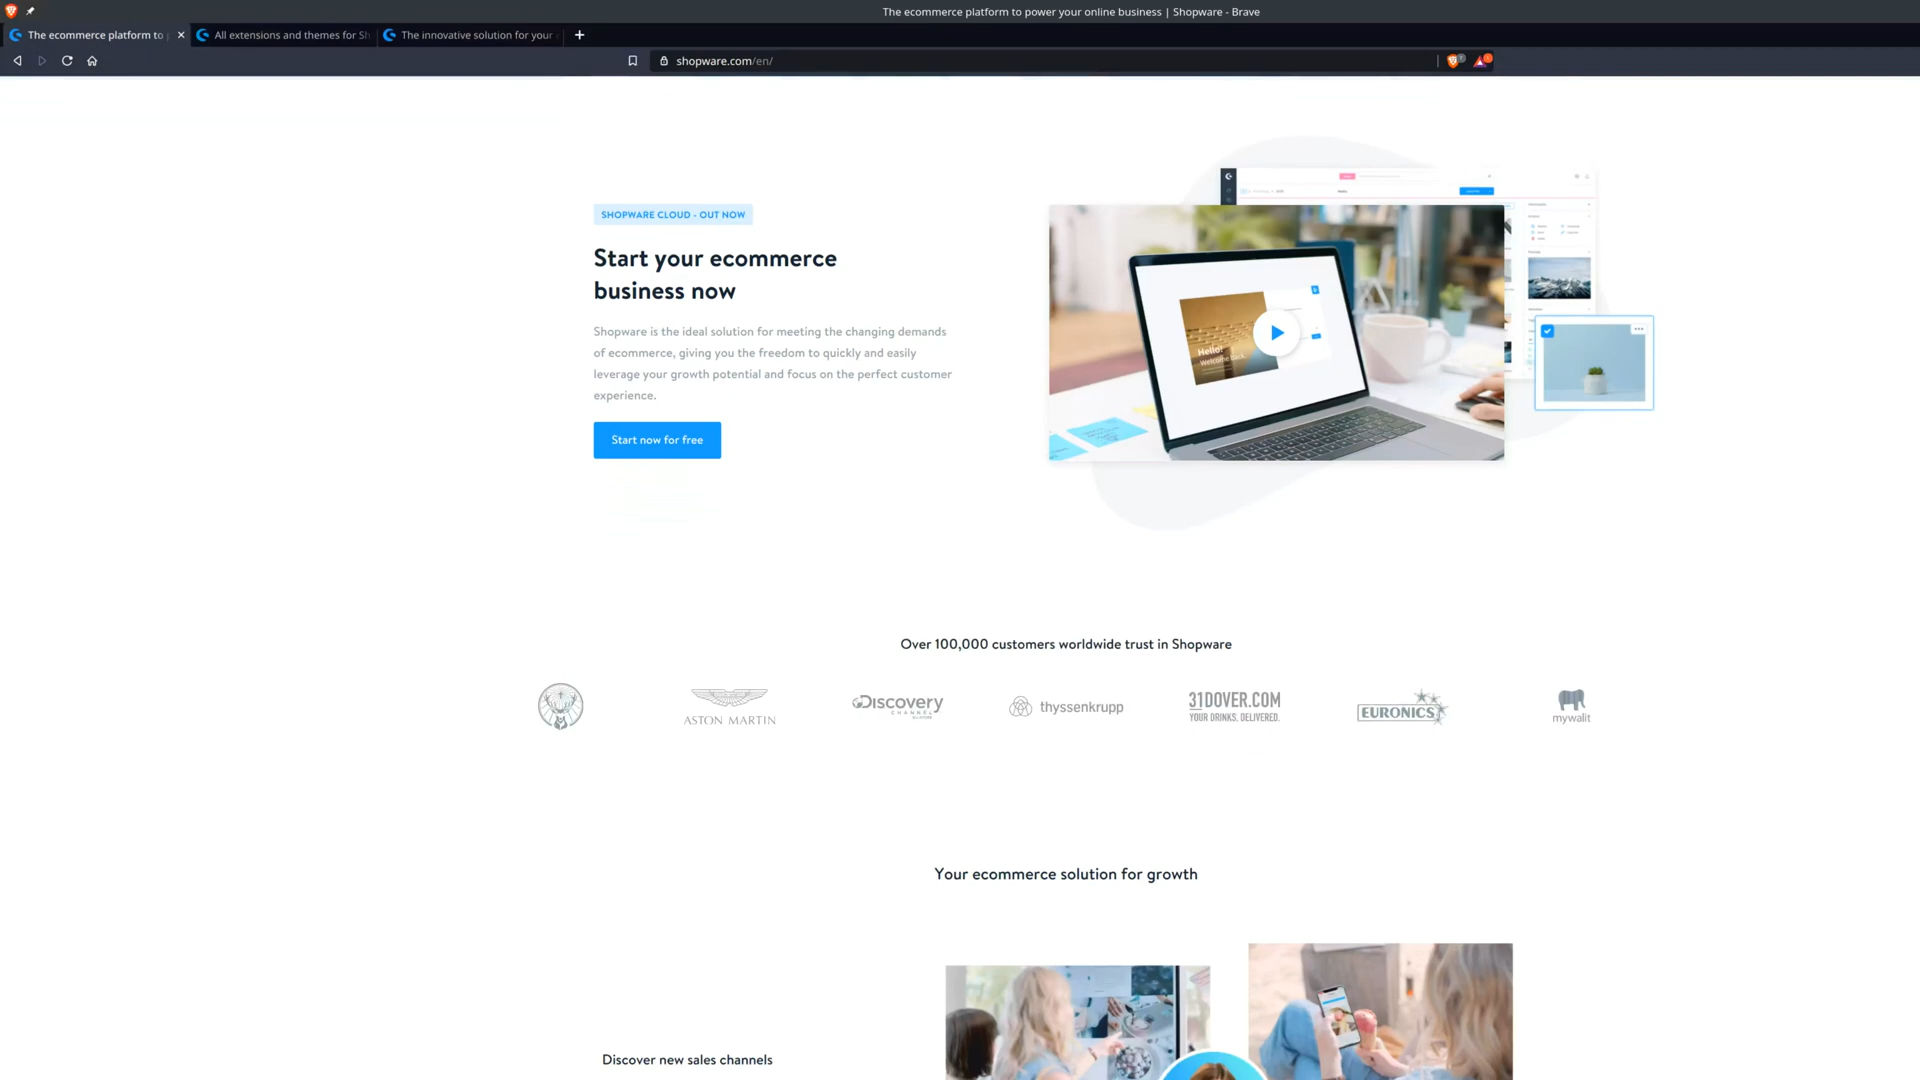 The ecommerce platform to power your online business | Shopware - Brave
The ecommerce platform to
All extensions and themes for Sh
The innovative solution for your
shopware.com/en/
SHOPWARE CLOUD - OUT NOW
Start your ecommerce
business now
Shopware is the ideal solution for meeting the changing demands
of ecommerce, giving you the freedom to quickly and easily
leverage your growth potential and focus on the perfect customer
experience.
Start now for free
Hello!
Welcome back,
Over 100,000 customers worldwide trust in Shopware
ASTON MARTIN
Discovery
CHANNEL
thyssenkrupp
31DOVER.COM
YOUR DRINKS. DELIVERED.
EURONICS
mywalit
Your ecommerce solution for growth
Discover new sales channels